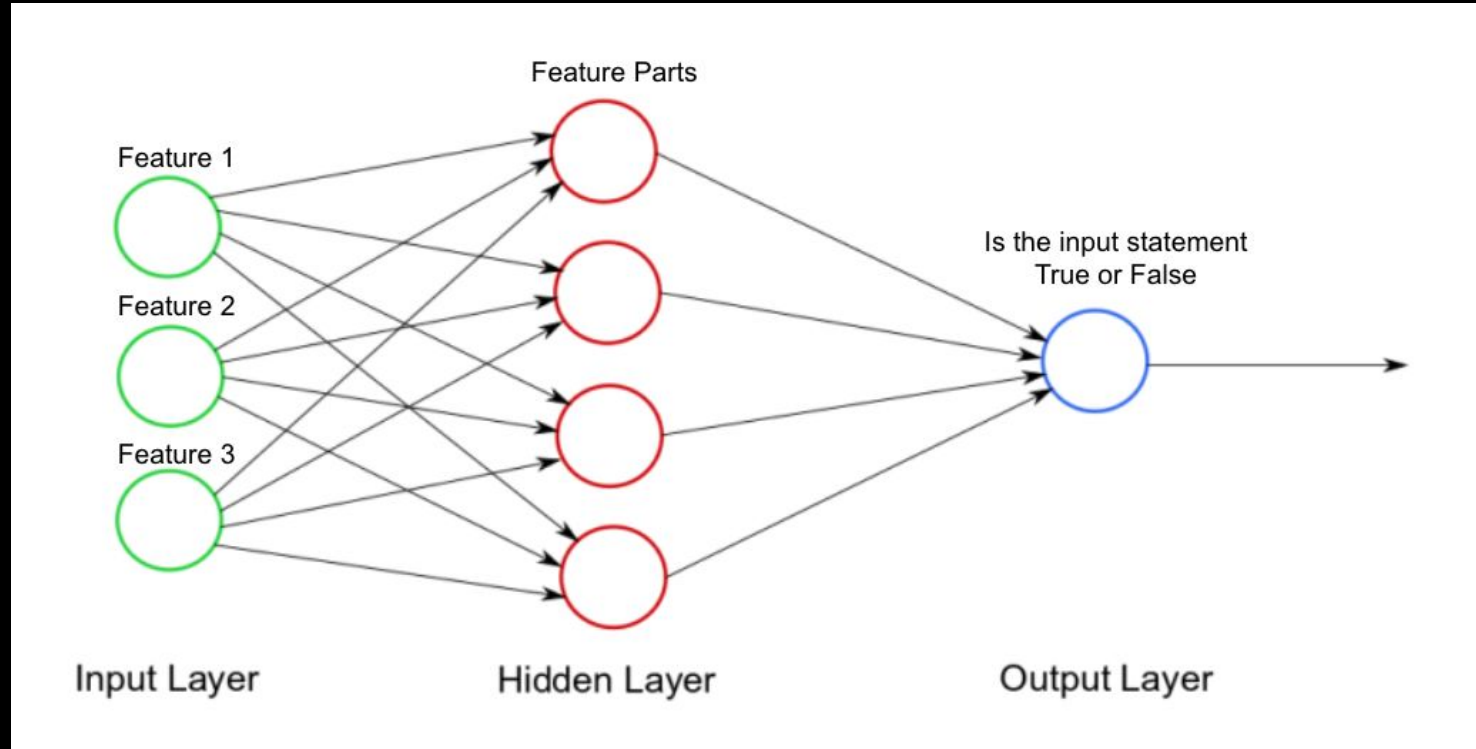 Feature Parts
Feature 1
Is the input statement
True or False
Feature 2
Feature 3
Input Layer
Hidden Layer
Output Layer